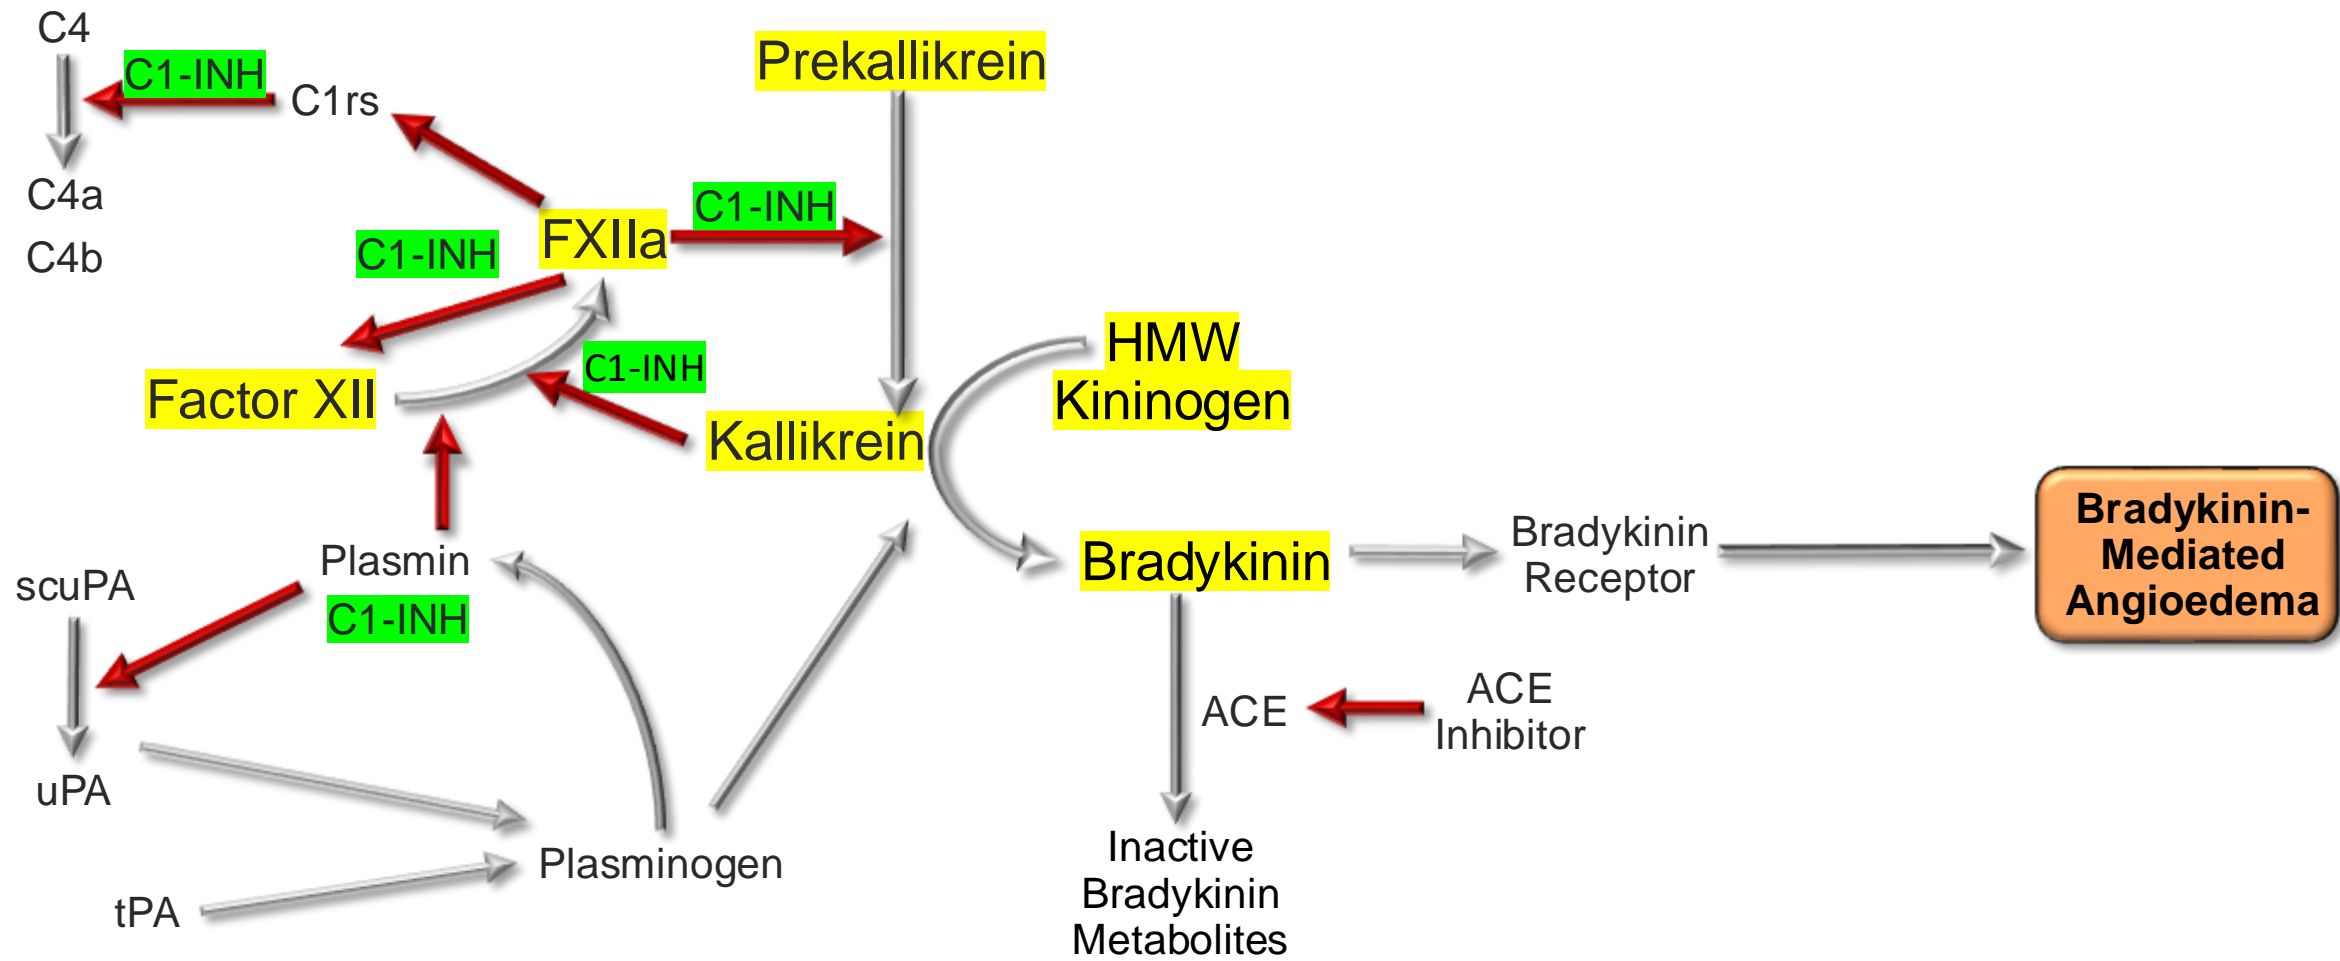 C4
C1-INH
C1rs
Prekallikrein
C4a
C4b
C1-INH
FXIIa
C1-INH
C1-INH
Factor XII
Kallikrein
HMW
Kininogen
Plasmin
C1-INH
scuPA
uPA
tPA
Plasminogen
Bradykinin
Bradykinin
Receptor
Bradykinin-
Mediated
Angioedema
ACE
ACE
Inhibitor
Inactive
Bradykinin
Metabolites